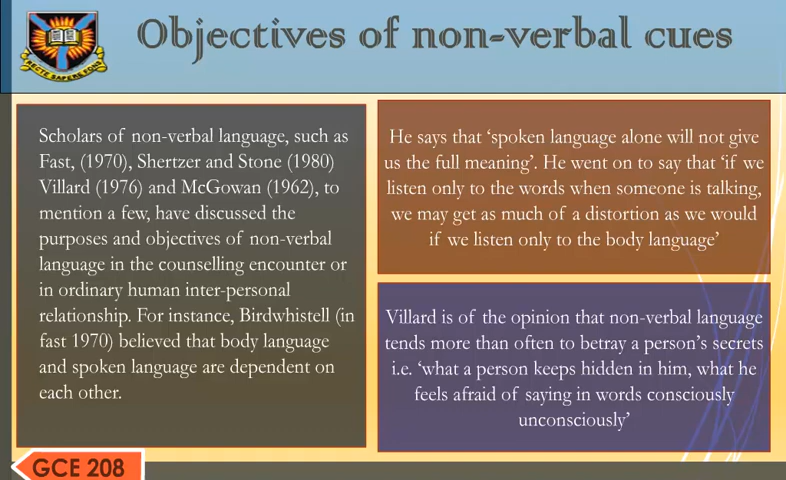 Objectives of non-verbal cues
RECTE SAPERE FONS
Scholars of non-verbal language, such as
Fast, (1970), Shertzer and Stone (1980)
Villard (1976) and McGowan (1962), to
mention a few, have discussed the
purposes and objectives of non-verbal
language in the counselling encounter or
in ordinary human inter-personal
relationship. For instance, Birdwhistell (in
fast 1970) believed that body language
and spoken language are dependent on
each other.
He says that ‘spoken language alone will not give
us the full meaning’. He went on to say that ‘if we
listen only to the words when someone is talking,
we may get as much of a distortion as we would
if we listen only to the body language’
Villard is of the opinion that non-verbal language
tends more than often to betray a person’s secrets
i.e. ‘what a person keeps hidden in him, what he
feels afraid of saying in words consciously
unconsciously’
GCE 208